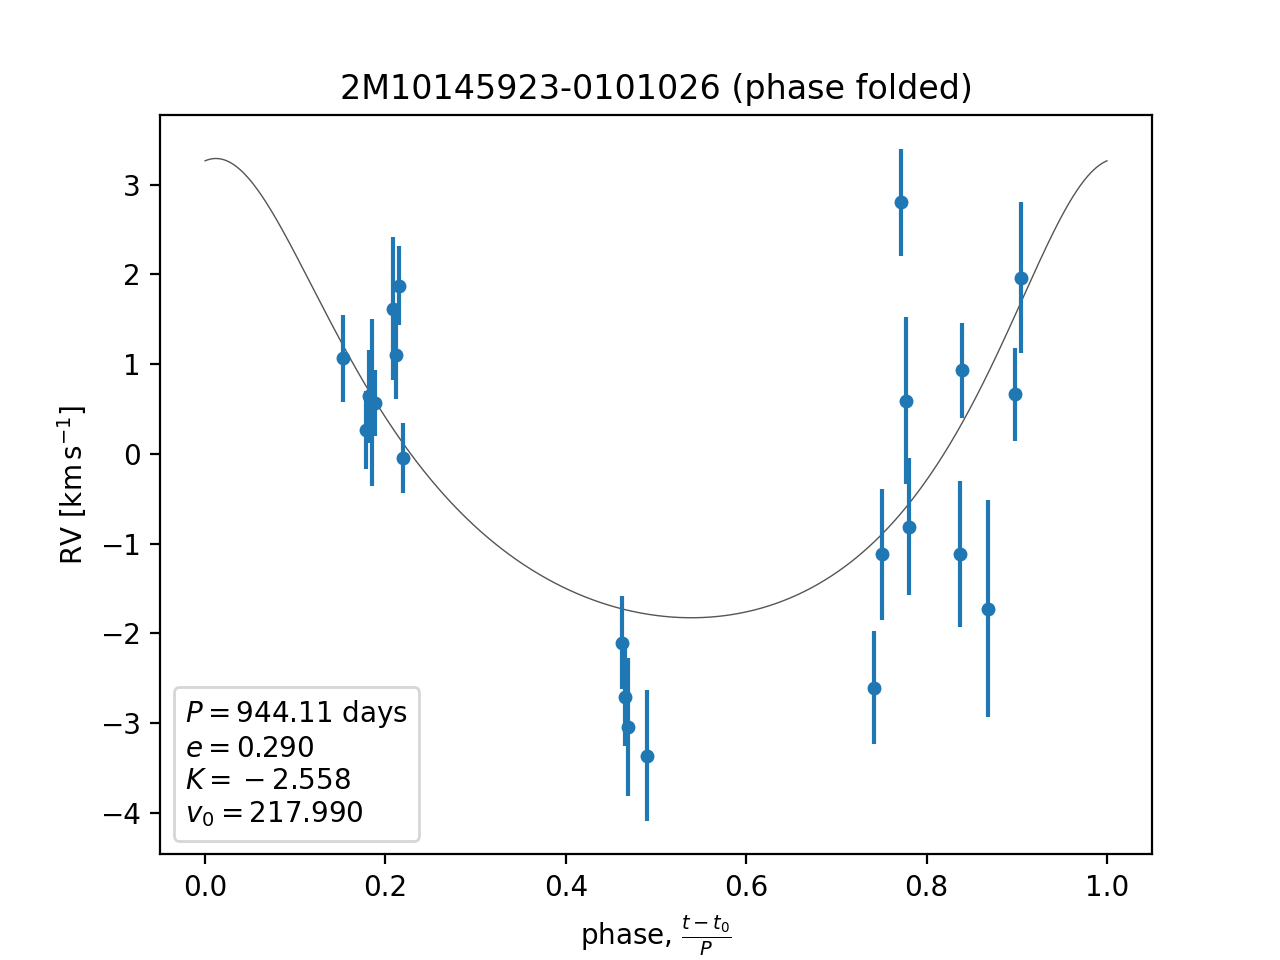 2M10145923-0101026 (phase folded)
RV [km s⁻¹]
3
2
1
0
−1
−2
−3
−4
P = 944.11 days
e = 0.290
K = −2.558
v₀ = 217.990
0.0 0.2 0.4 0.6 0.8 1.0
phase, (t − t₀)/P